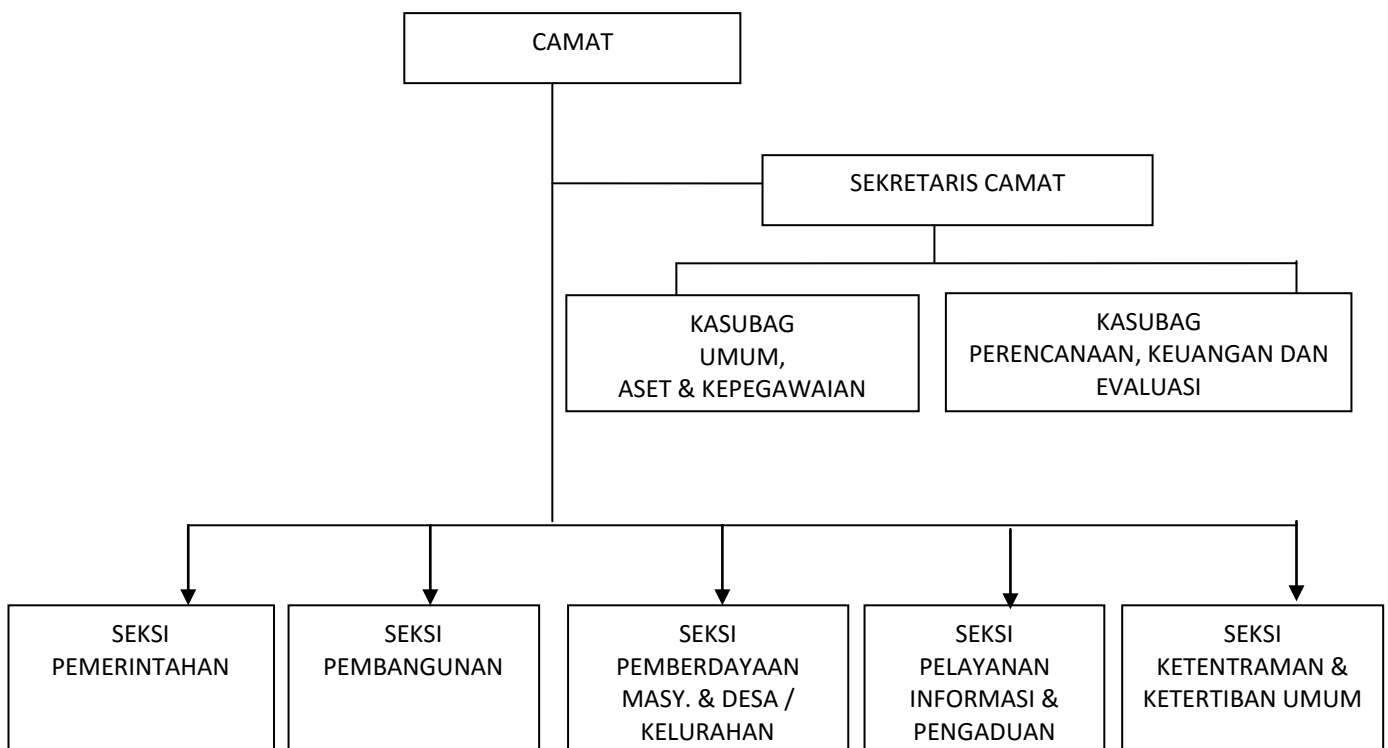 CAMAT
SEKRETARIS CAMAT
KASUBAG
UMUM,
ASET & KEPEGAWAIAN
KASUBAG
PERENCANAAN, KEUANGAN DAN
EVALUASI
SEKSI
PEMERINTAHAN
SEKSI
PEMBANGUNAN
SEKSI
PEMBERDAYAAN
MASY. & DESA /
KELURAHAN
SEKSI
PELAYANAN
INFORMASI &
PENGADUAN
SEKSI
KETENTRAMAN &
KETERTIBAN UMUM